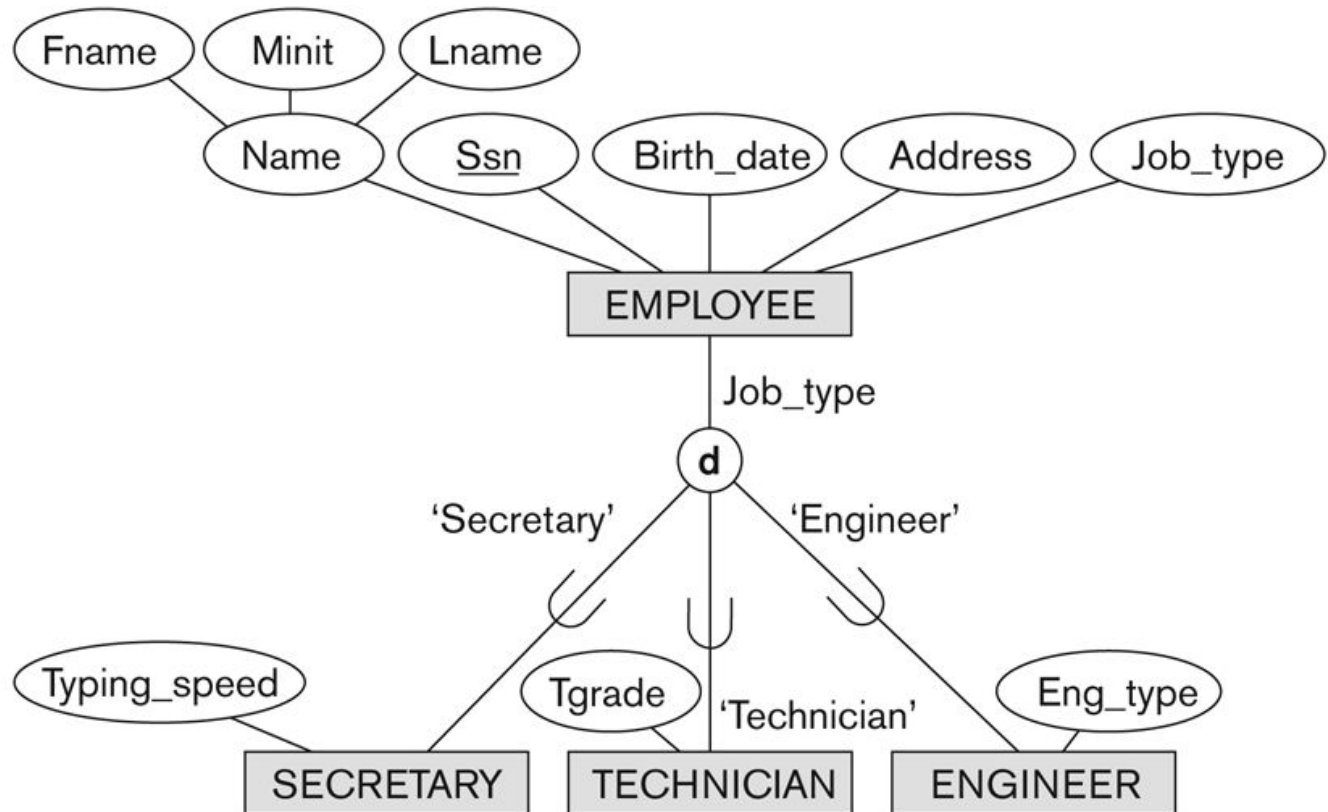 Fname
Minit
Lname
Name
Ssn
Birth_date
Address
Job_type
EMPLOYEE
Job_type
d
‘Secretary’
‘Engineer’
Typing_speed
Tgrade
‘Technician’
Eng_type
SECRETARY
TECHNICIAN
ENGINEER